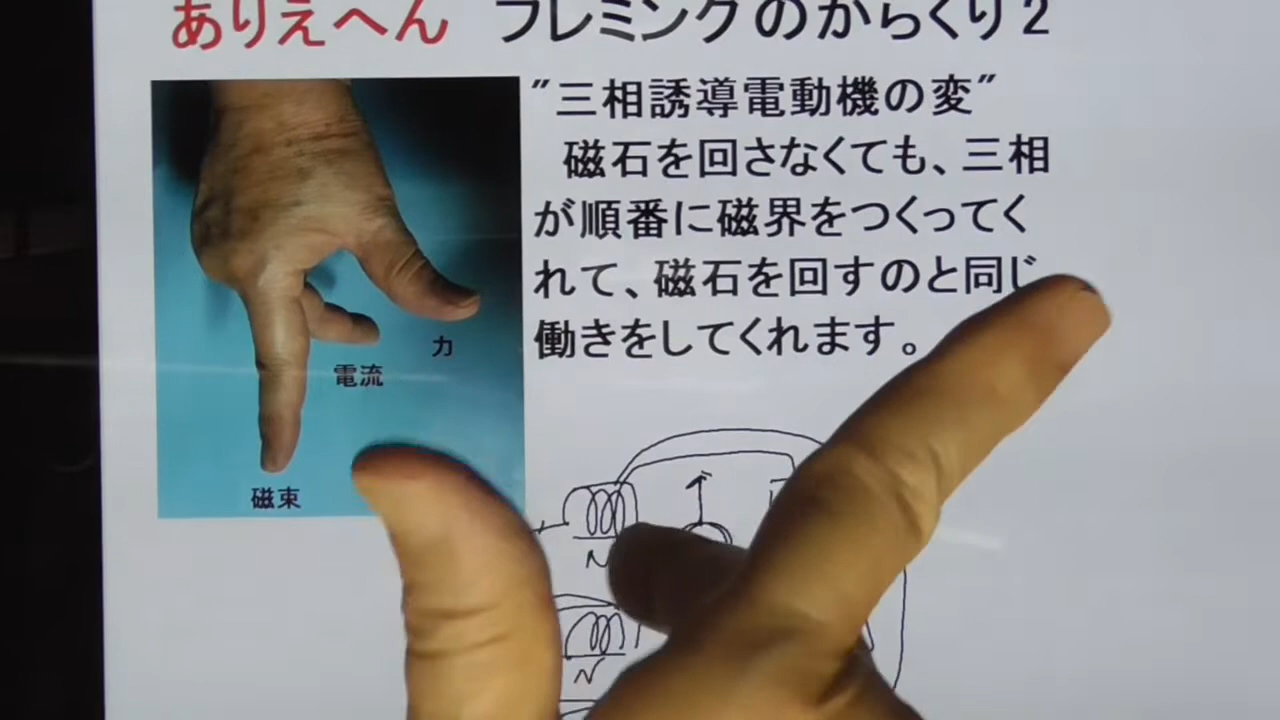 ありえへん フレミングのからくり2
"三相誘導電動機の変"
磁石を回さなくても、三相
が順番に磁界をつくってく
れて、磁石を回すのと同じ
働きをしてくれます。
力
電流
磁束
N
N